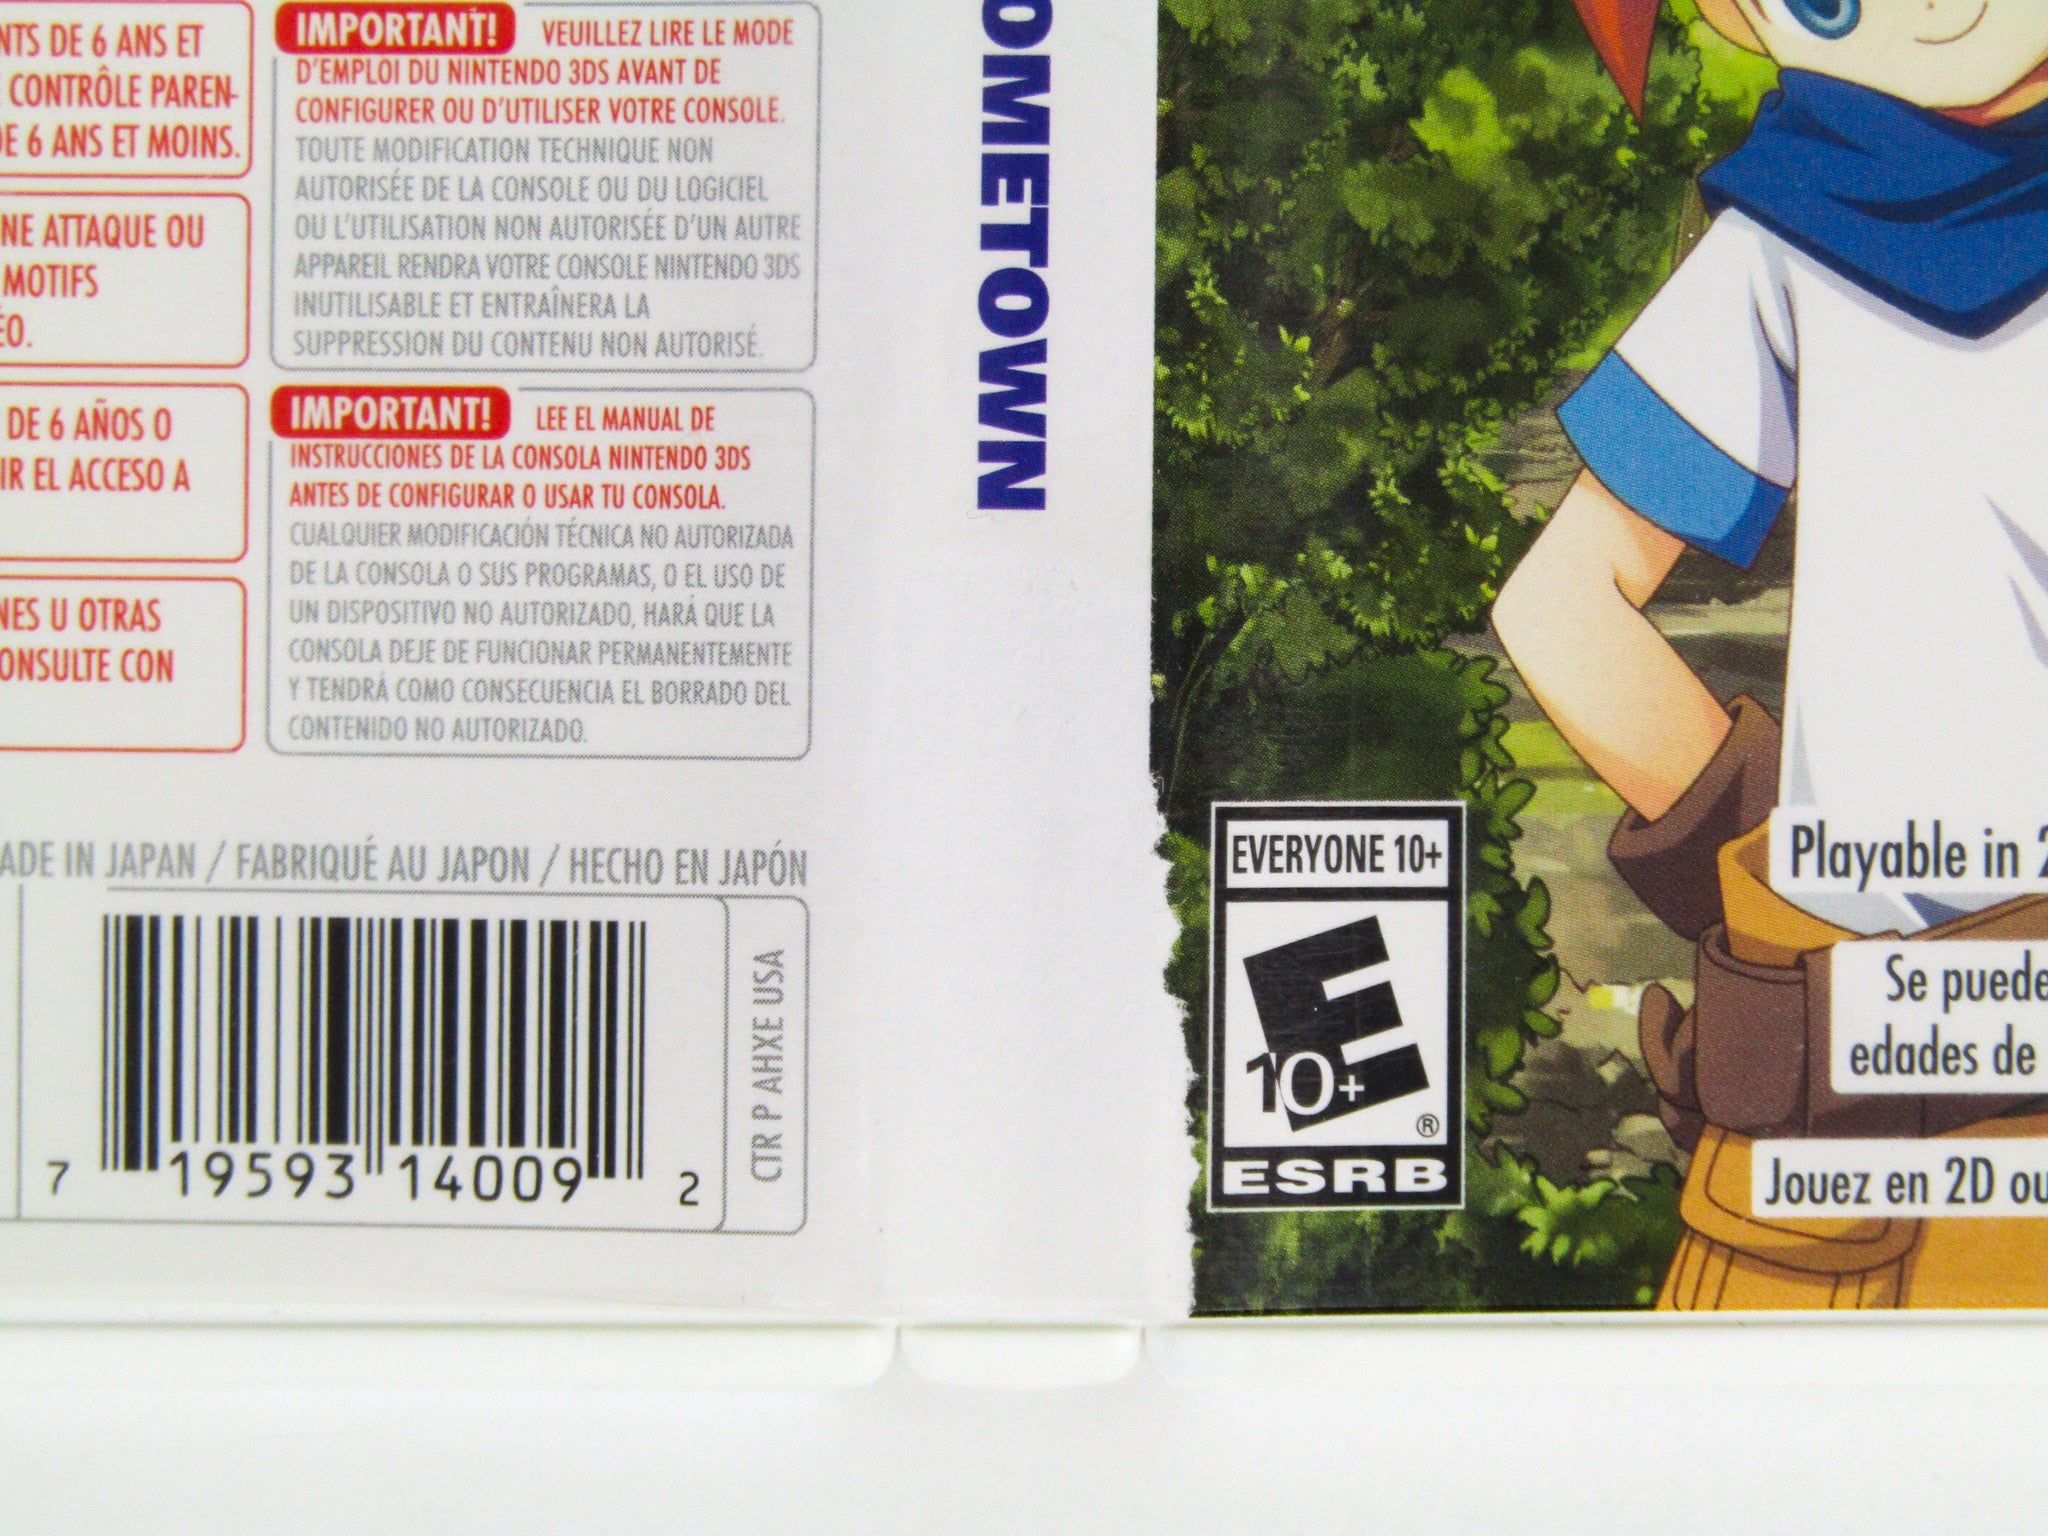 NTS DE 6 ANS ET
CONTRÔLE PAREN-
DE 6 ANS ET MOINS.
NE ATTAQUE OU
MOTIFS
ÉO.
DE 6 AÑOS O
IR EL ACCESO A
NES U OTRAS
ONSULTE CON
IMPORTANT! VEUILLEZ LIRE LE MODE
D'EMPLOI DU NINTENDO 3DS AVANT DE
CONFIGURER OU D'UTILISER VOTRE CONSOLE.
TOUTE MODIFICATION TECHNIQUE NON
AUTORISÉE DE LA CONSOLE OU DU LOGICIEL
OU L'UTILISATION NON AUTORISÉE D'UN AUTRE
APPAREIL RENDRA VOTRE CONSOLE NINTENDO 3DS
INUTILISABLE ET ENTRAÎNERA LA
SUPPRESSION DU CONTENU NON AUTORISÉ.
IMPORTANT! LEE EL MANUAL DE
INSTRUCCIONES DE LA CONSOLA NINTENDO 3DS
ANTES DE CONFIGURAR O USAR TU CONSOLA.
CUALQUIER MODIFICACIÓN TÉCNICA NO AUTORIZADA
DE LA CONSOLA O SUS PROGRAMAS, O EL USO DE
UN DISPOSITIVO NO AUTORIZADO, HARÁ QUE LA
CONSOLA DEJE DE FUNCIONAR PERMANENTEMENTE
Y TENDRÁ COMO CONSECUENCIA EL BORRADO DEL
CONTENIDO NO AUTORIZADO.
ADE IN JAPAN / FABRIQUÉ AU JAPON / HECHO EN JAPÓN
7 19593 14009 2
CTR P AHXE USA
OMETOWN
EVERYONE 10+
E
10+
®
ESRB
Playable in 2
Se puede
edades de
Jouez en 2D ou